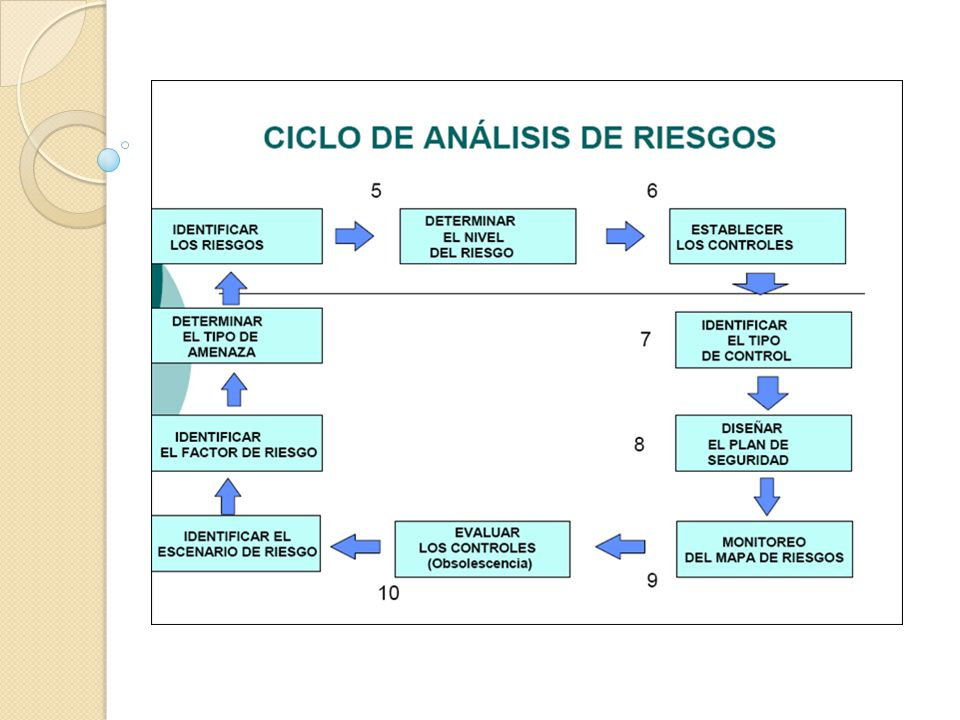 CICLO DE ANÁLISIS DE RIESGOS
5
6
IDENTIFICAR
LOS RIESGOS
DETERMINAR
EL NIVEL
DEL RIESGO
ESTABLECER
LOS CONTROLES
DETERMINAR
EL TIPO DE
AMENAZA
7
IDENTIFICAR
EL TIPO
DE CONTROL
IDENTIFICAR
EL FACTOR DE RIESGO
8
DISEÑAR
EL PLAN DE
SEGURIDAD
IDENTIFICAR EL
ESCENARIO DE RIESGO
EVALUAR
LOS CONTROLES
(Obsolescencia)
MONITOREO
DEL MAPA DE RIESGOS
9
10